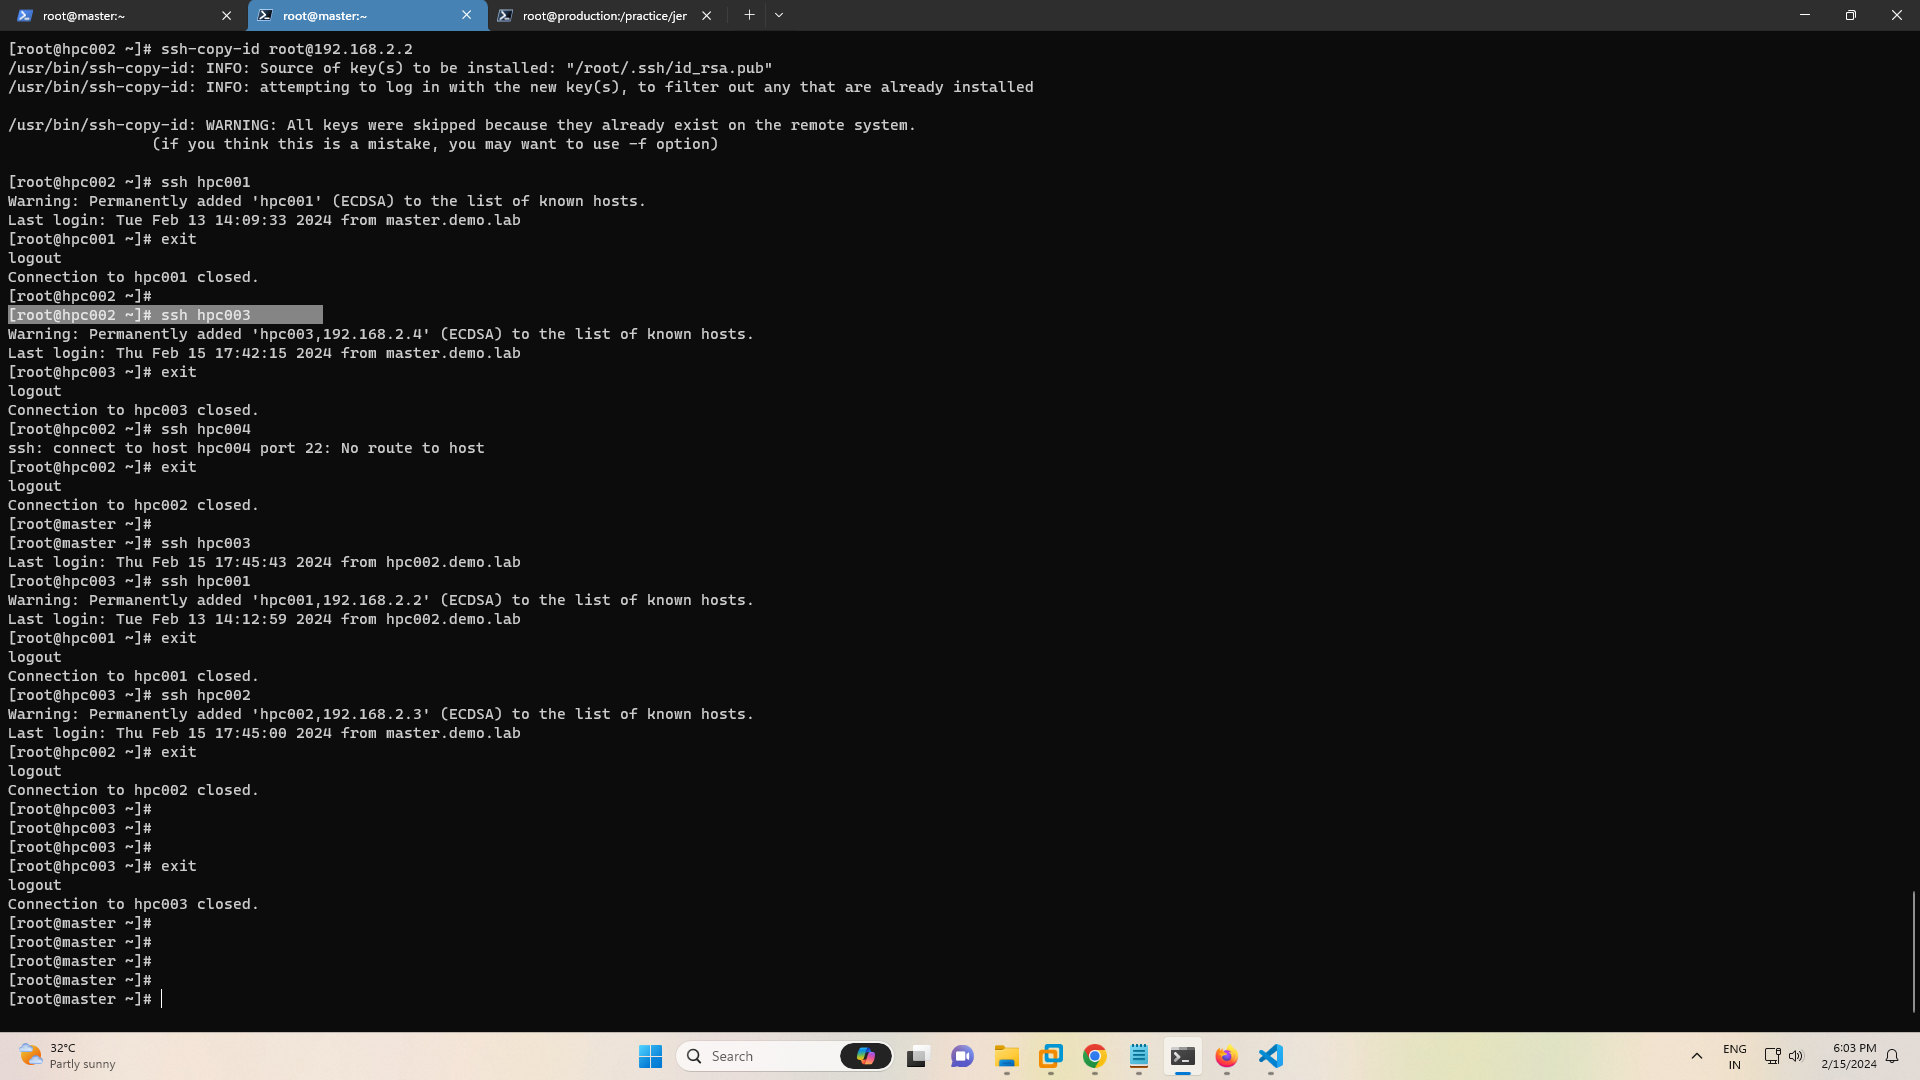 root@master:~
root@master:~
root@production:/practice/jer
[root@hpc002 ~]# ssh-copy-id root@192.168.2.2
/usr/bin/ssh-copy-id: INFO: Source of key(s) to be installed: "/root/.ssh/id_rsa.pub"
/usr/bin/ssh-copy-id: INFO: attempting to log in with the new key(s), to filter out any that are already installed
/usr/bin/ssh-copy-id: WARNING: All keys were skipped because they already exist on the remote system.
(if you think this is a mistake, you may want to use -f option)
[root@hpc002 ~]# ssh hpc001
Warning: Permanently added 'hpc001' (ECDSA) to the list of known hosts.
Last login: Tue Feb 13 14:09:33 2024 from master.demo.lab
[root@hpc001 ~]# exit
logout
Connection to hpc001 closed.
[root@hpc002 ~]#
[root@hpc002 ~]# ssh hpc003
Warning: Permanently added 'hpc003,192.168.2.4' (ECDSA) to the list of known hosts.
Last login: Thu Feb 15 17:42:15 2024 from master.demo.lab
[root@hpc003 ~]# exit
logout
Connection to hpc003 closed.
[root@hpc002 ~]# ssh hpc004
ssh: connect to host hpc004 port 22: No route to host
[root@hpc002 ~]# exit
logout
Connection to hpc002 closed.
[root@master ~]#
[root@master ~]# ssh hpc003
Last login: Thu Feb 15 17:45:43 2024 from hpc002.demo.lab
[root@hpc003 ~]# ssh hpc001
Warning: Permanently added 'hpc001,192.168.2.2' (ECDSA) to the list of known hosts.
Last login: Tue Feb 13 14:12:59 2024 from hpc002.demo.lab
[root@hpc001 ~]# exit
logout
Connection to hpc001 closed.
[root@hpc003 ~]# ssh hpc002
Warning: Permanently added 'hpc002,192.168.2.3' (ECDSA) to the list of known hosts.
Last login: Thu Feb 15 17:45:00 2024 from master.demo.lab
[root@hpc002 ~]# exit
logout
Connection to hpc002 closed.
[root@hpc003 ~]#
[root@hpc003 ~]#
[root@hpc003 ~]#
[root@hpc003 ~]# exit
logout
Connection to hpc003 closed.
[root@master ~]#
[root@master ~]#
[root@master ~]#
[root@master ~]#
[root@master ~]#
32°C
Partly sunny
Search
ENG
IN
6:03 PM
2/15/2024